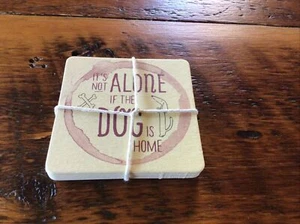 IT'S
NOT ALONE
IF THE
DOG IS
HOME